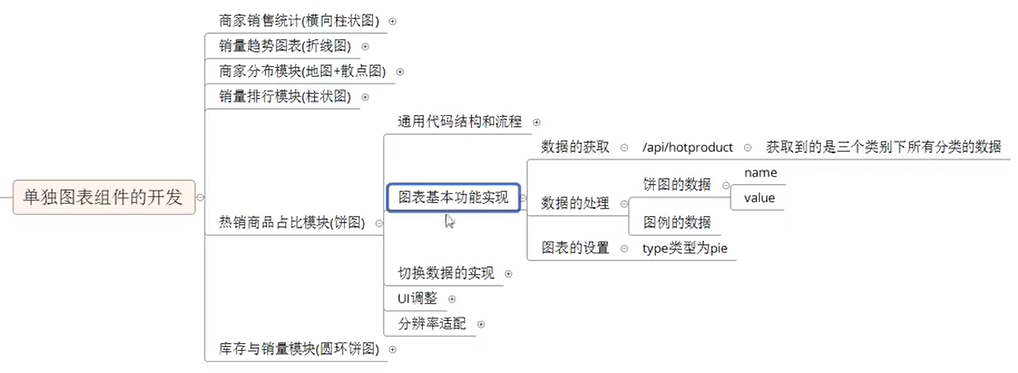 商家销售统计(横向柱状图)
销量趋势图表(折线图)
商家分布模块(地图+散点图)
销量排行模块(柱状图)
通用代码结构和流程
数据的获取 /api/hotproduct 获取到的是三个类别下所有分类的数据
name
饼图的数据
单独图表组件的开发
图表基本功能实现
value
数据的处理
热销商品占比模块(饼图)
图例的数据
图表的设置 type类型为pie
切换数据的实现
UI调整
分辨率适配
库存与销量模块(圆环饼图)